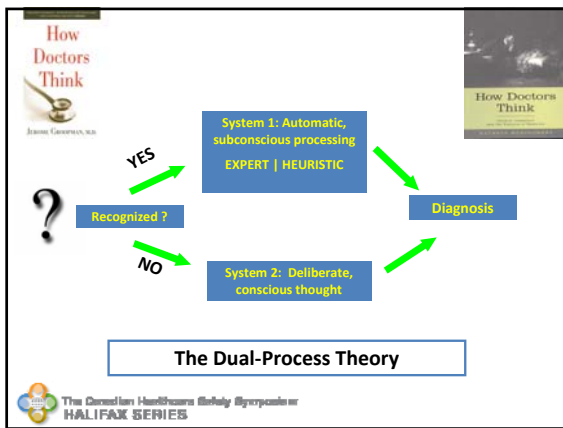 How
Doctors
Think
JEROME GROOPMAN, M.D.
How Doctors
Think
System 1: Automatic,
subconscious processing
EXPERT | HEURISTIC
YES
?
Recognized ?
Diagnosis
NO
System 2: Deliberate,
conscious thought
The Dual-Process Theory
The Canadian Healthcare Safety Symposium
HALIFAX SERIES